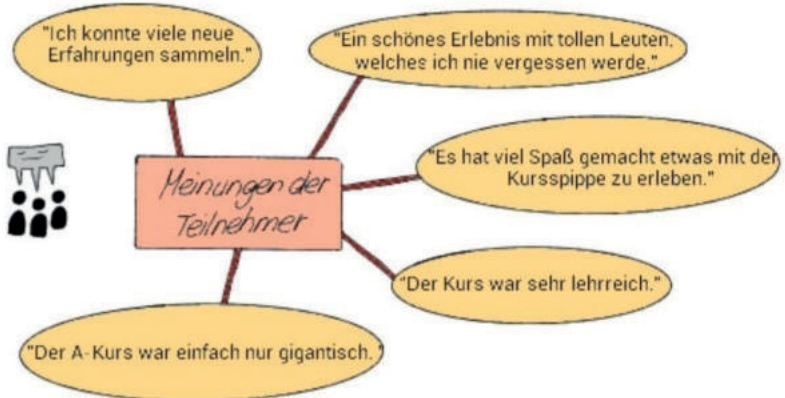 "Ich konnte viele neue
Erfahrungen sammeln."
"Ein schönes Erlebnis mit tollen Leuten,
welches ich nie vergessen werde."
"Es hat viel Spaß gemacht etwas mit der
Kursspippe zu erleben."
Meinungen der
Teilnehmer
"Der Kurs war sehr lehrreich."
"Der A-Kurs war einfach nur gigantisch."